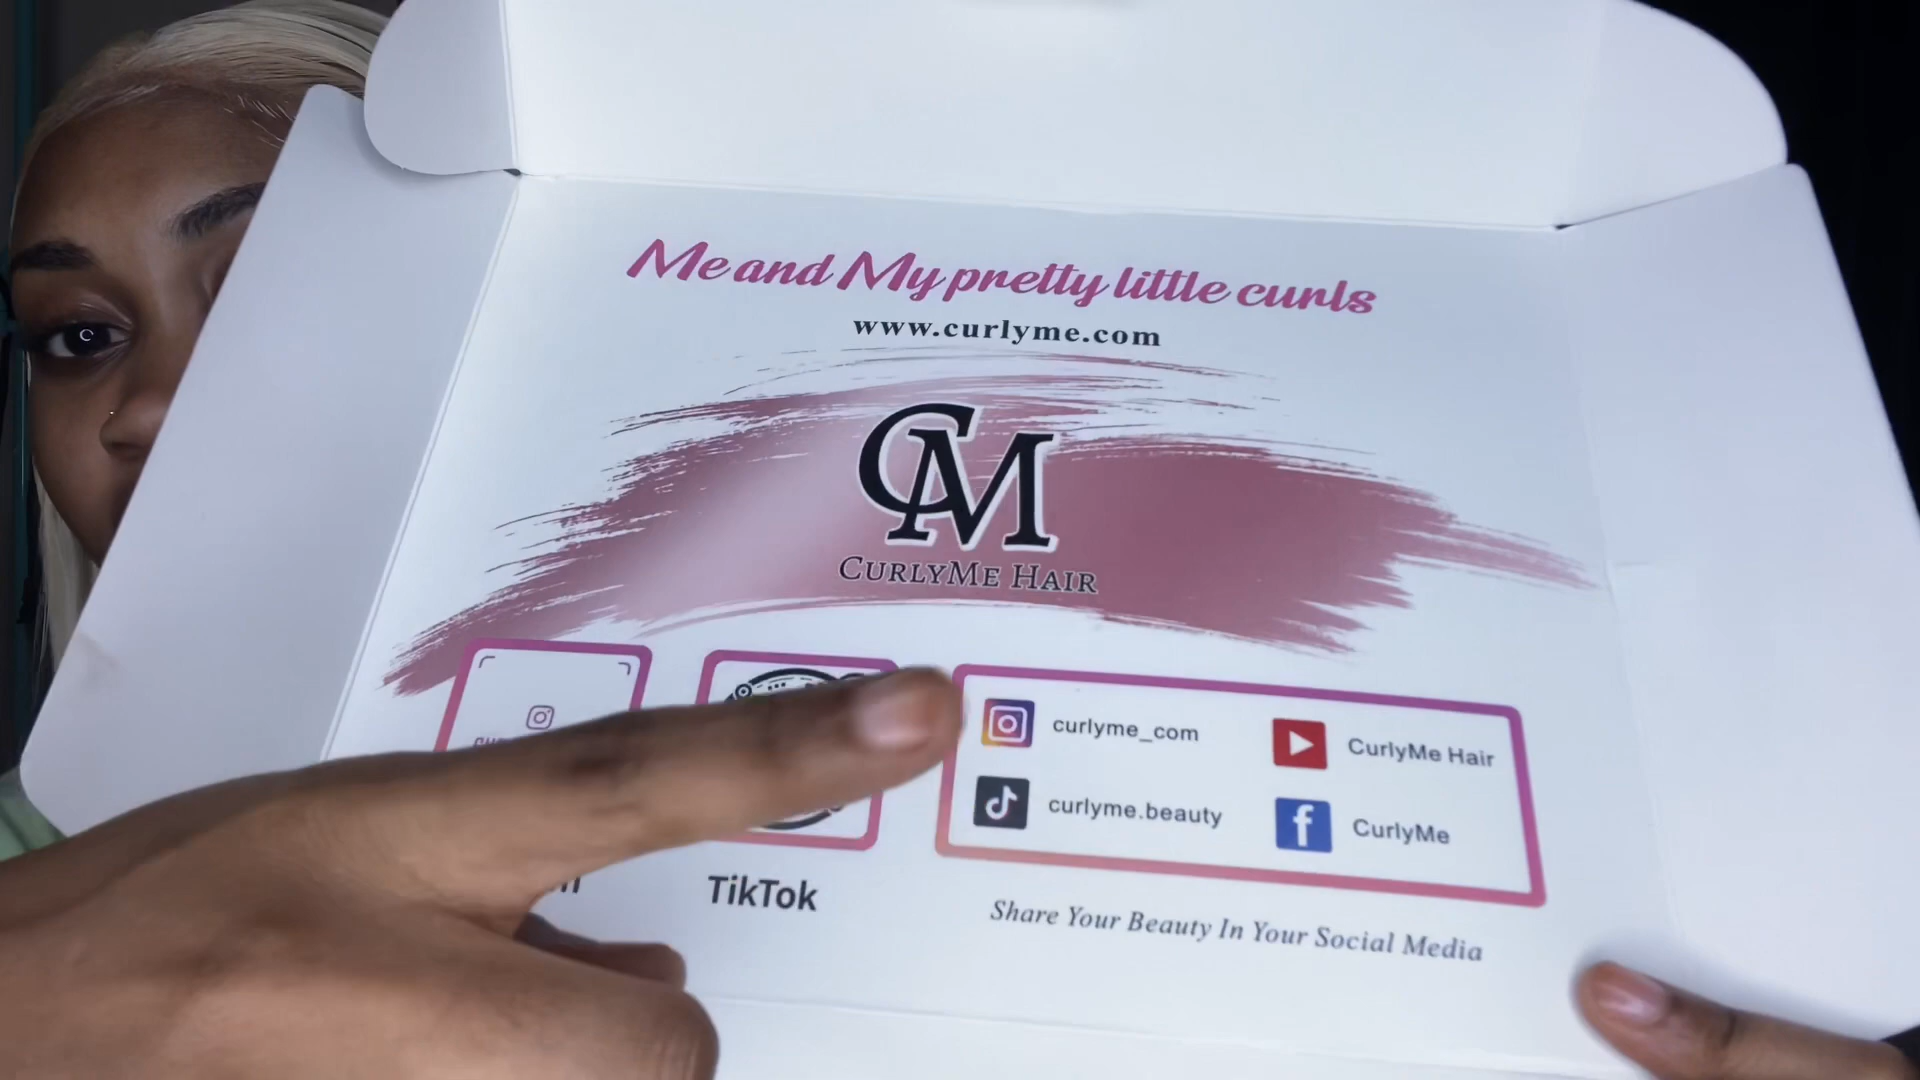 Me and My pretty little curls
www.curlyme.com
CM
CURLYME HAIR
curlyme_com
CurlyMe Hair
curlyme.beauty
CurlyMe
TikTok
Share Your Beauty In Your Social Media